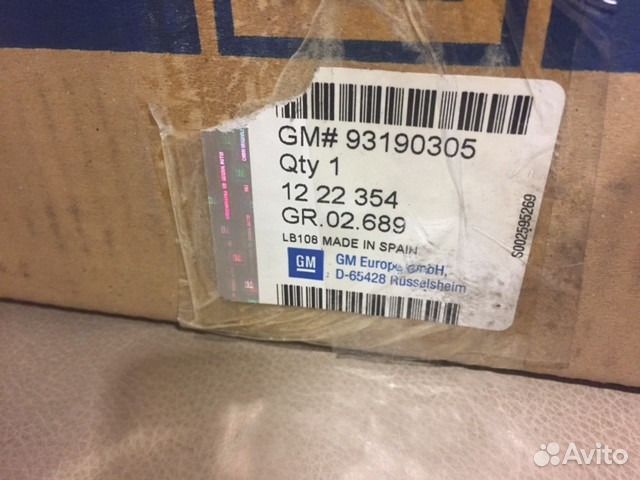 GM# 93190305
Qty 1
12 22 354
GR.02.689
LB108 MADE IN SPAIN
GM
GM Europe GmbH,
D-65428 Rüsselsheim
S002595269
Avito